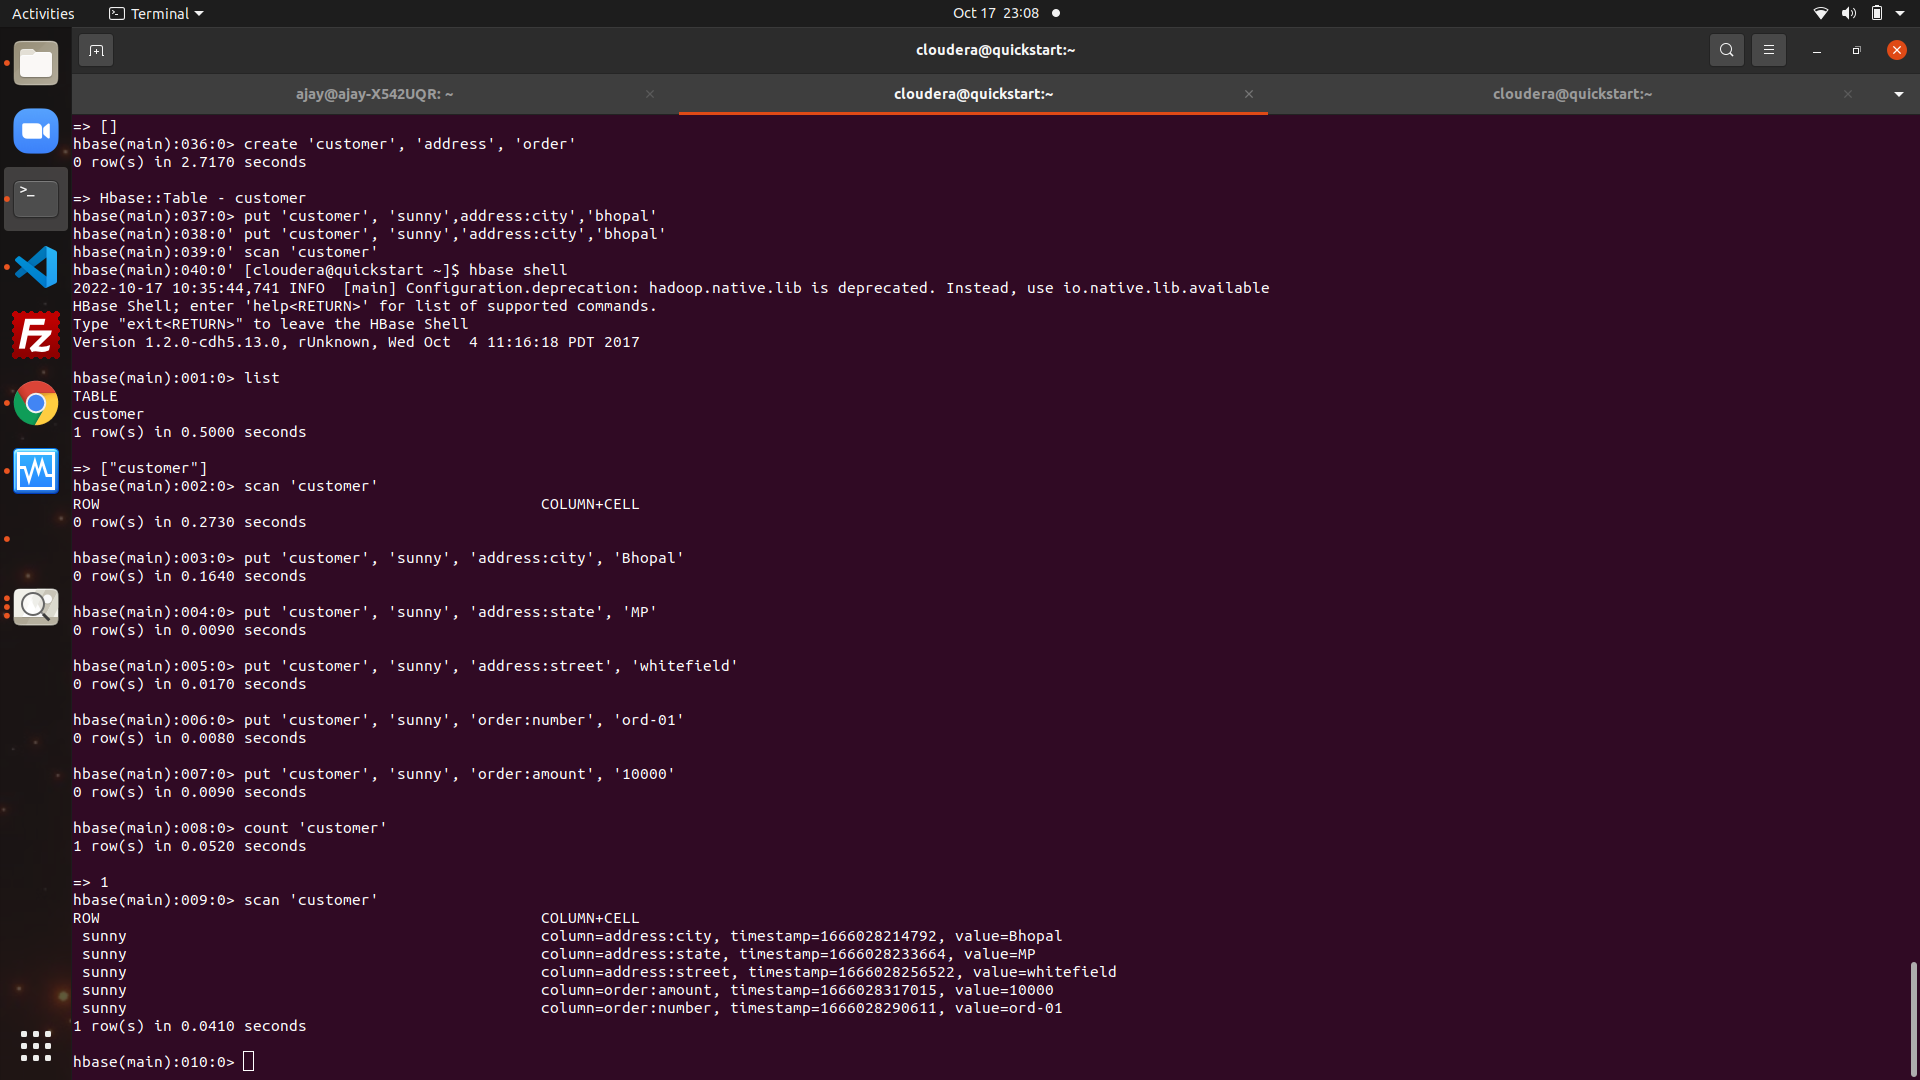 Activities
Terminal
Oct 17 23:08
cloudera@quickstart:~
ajay@ajay-X542UQR: ~
cloudera@quickstart:~
cloudera@quickstart:~
=> []
hbase(main):036:0> create 'customer', 'address', 'order'
0 row(s) in 2.7170 seconds
=> Hbase::Table - customer
hbase(main):037:0> put 'customer', 'sunny',address:city','bhopal'
hbase(main):038:0' put 'customer', 'sunny','address:city','bhopal'
hbase(main):039:0' scan 'customer'
hbase(main):040:0' [cloudera@quickstart ~]$ hbase shell
2022-10-17 10:35:44,741 INFO  [main] Configuration.deprecation: hadoop.native.lib is deprecated. Instead, use io.native.lib.available
HBase Shell; enter 'help<RETURN>' for list of supported commands.
Type "exit<RETURN>" to leave the HBase Shell
Version 1.2.0-cdh5.13.0, rUnknown, Wed Oct  4 11:16:18 PDT 2017
hbase(main):001:0> list
TABLE
customer
1 row(s) in 0.5000 seconds
=> ["customer"]
hbase(main):002:0> scan 'customer'
ROW COLUMN+CELL
0 row(s) in 0.2730 seconds
hbase(main):003:0> put 'customer', 'sunny', 'address:city', 'Bhopal'
0 row(s) in 0.1640 seconds
hbase(main):004:0> put 'customer', 'sunny', 'address:state', 'MP'
0 row(s) in 0.0090 seconds
hbase(main):005:0> put 'customer', 'sunny', 'address:street', 'whitefield'
0 row(s) in 0.0170 seconds
hbase(main):006:0> put 'customer', 'sunny', 'order:number', 'ord-01'
0 row(s) in 0.0080 seconds
hbase(main):007:0> put 'customer', 'sunny', 'order:amount', '10000'
0 row(s) in 0.0090 seconds
hbase(main):008:0> count 'customer'
1 row(s) in 0.0520 seconds
=> 1
hbase(main):009:0> scan 'customer'
ROW COLUMN+CELL
sunny column=address:city, timestamp=1666028214792, value=Bhopal
sunny column=address:state, timestamp=1666028233664, value=MP
sunny column=address:street, timestamp=1666028256522, value=whitefield
sunny column=order:amount, timestamp=1666028317015, value=10000
sunny column=order:number, timestamp=1666028290611, value=ord-01
1 row(s) in 0.0410 seconds
hbase(main):010:0>